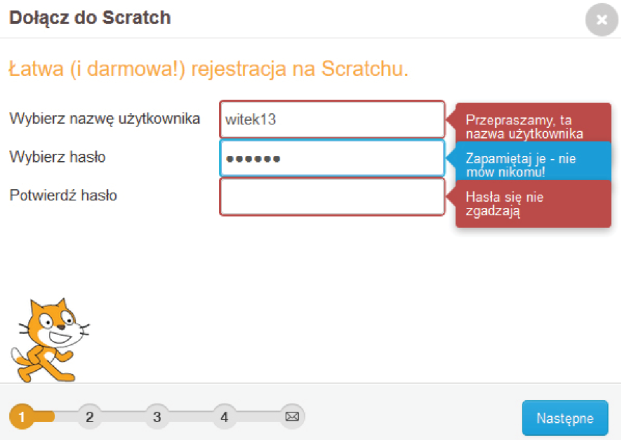 Dołącz do Scratch
Łatwa (i darmowa!) rejestracja na Scratchu.
Wybierz nazwę użytkownika
witek13
Przepraszamy, ta
nazwa użytkownika
Wybierz hasło
Zapamiętaj je - nie
mów nikomu!
Potwierdź hasło
Hasła się nie
zgadzają
1 2 3 4
Następne